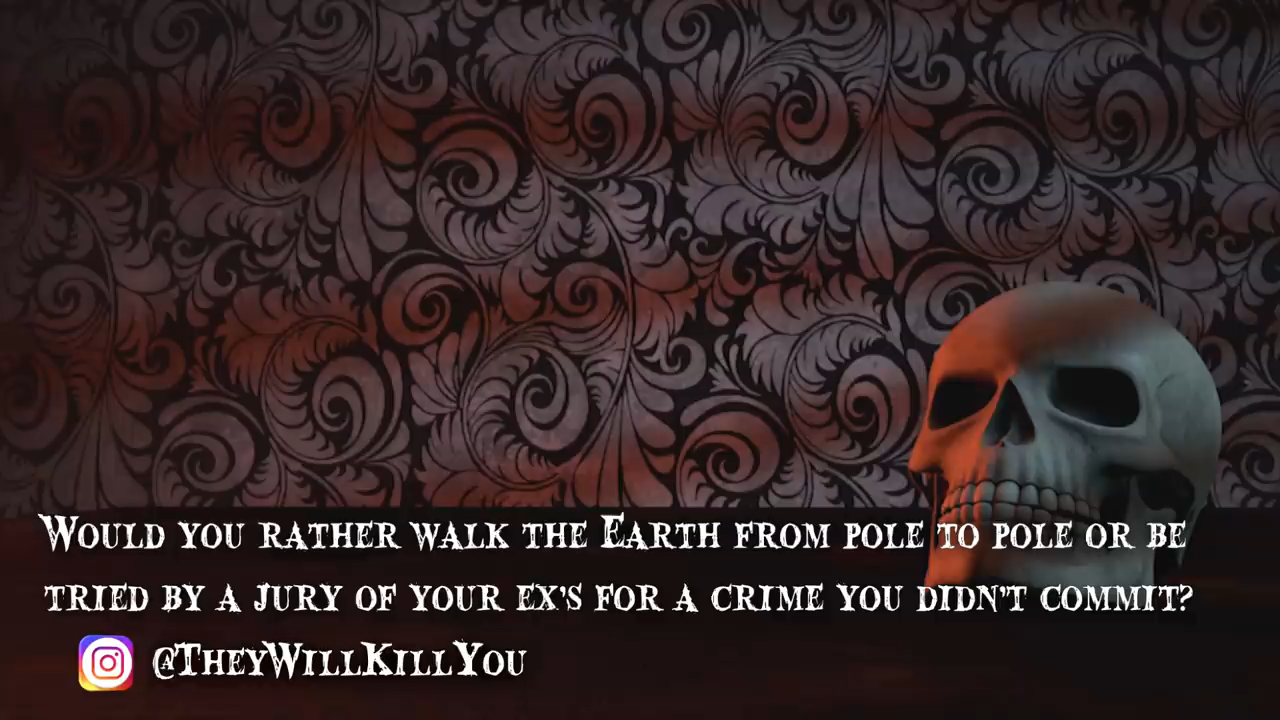 Would you rather walk the Earth from pole to pole or be
tried by a jury of your ex's for a crime you didn't commit?
@TheyWillKillYou